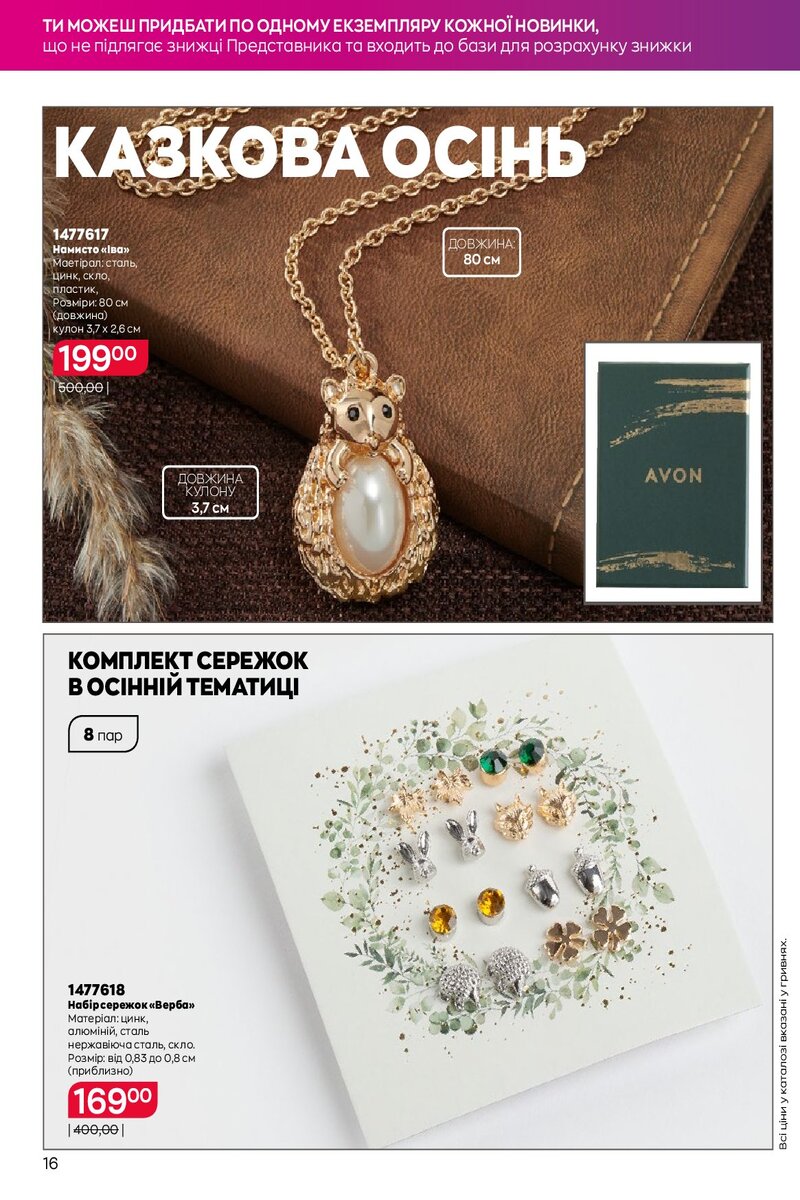 ТИ МОЖЕШ ПРИДБАТИ ПО ОДНОМУ ЕКЗЕМПЛЯРУ КОЖНОЇ НОВИНКИ,
що не підлягає знижці Представника та входить до бази для розрахунку знижки
КАЗКОВА ОСІНЬ
1477617
Намисто «Іва»
Маетірал: сталь,
цинк, скло,
пластик,
Розміри: 80 см
(довжина)
кулон 3,7 х 2,6 см
199⁰⁰
| 500,00 |
ДОВЖИНА:
80 см
ДОВЖИНА
КУЛОНУ
3,7 см
AVON
КОМПЛЕКТ СЕРЕЖОК
В ОСІННІЙ ТЕМАТИЦІ
8 пар
1477618
Набір сережок «Верба»
Матеріал: цинк,
алюміній, сталь
нержавіюча сталь, скло.
Розмір: від 0,83 до 0,8 см
(приблизно)
169⁰⁰
| 400,00 |
Всі ціни у каталозі вказані у гривнях.
16